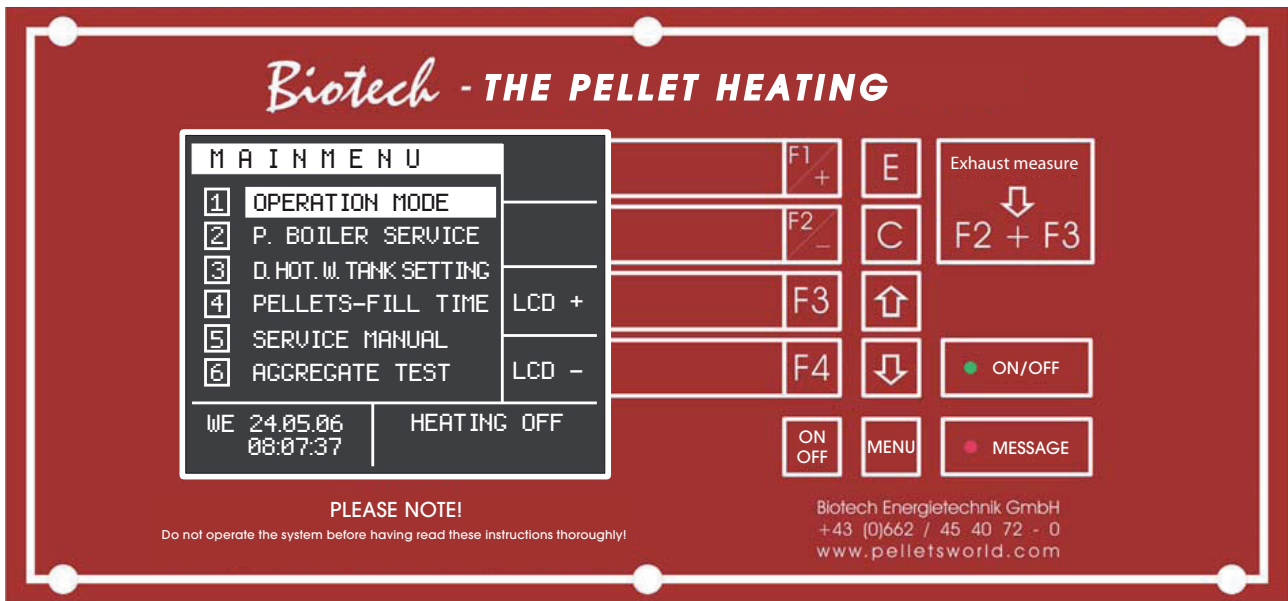 Biotech - THE PELLET HEATING
MAINMENU
1 OPERATION MODE
2 P. BOILER SERVICE
3 D. HOT. W. TANK SETTING
4 PELLETS-FILL TIME
5 SERVICE MANUAL
6 AGGREGATE TEST
LCD +
LCD -
WE 24.05.06
08:07:37
HEATING OFF
F1
+
F2
-
F3
F4
E
C
Exhaust measure
F2 + F3
ON/OFF
ON
OFF
MENU
MESSAGE
PLEASE NOTE!
Do not operate the system before having read these instructions thoroughly!
Biotech Energietechnik GmbH
+43 (0)662 / 45 40 72 - 0
www.pelletsworld.com